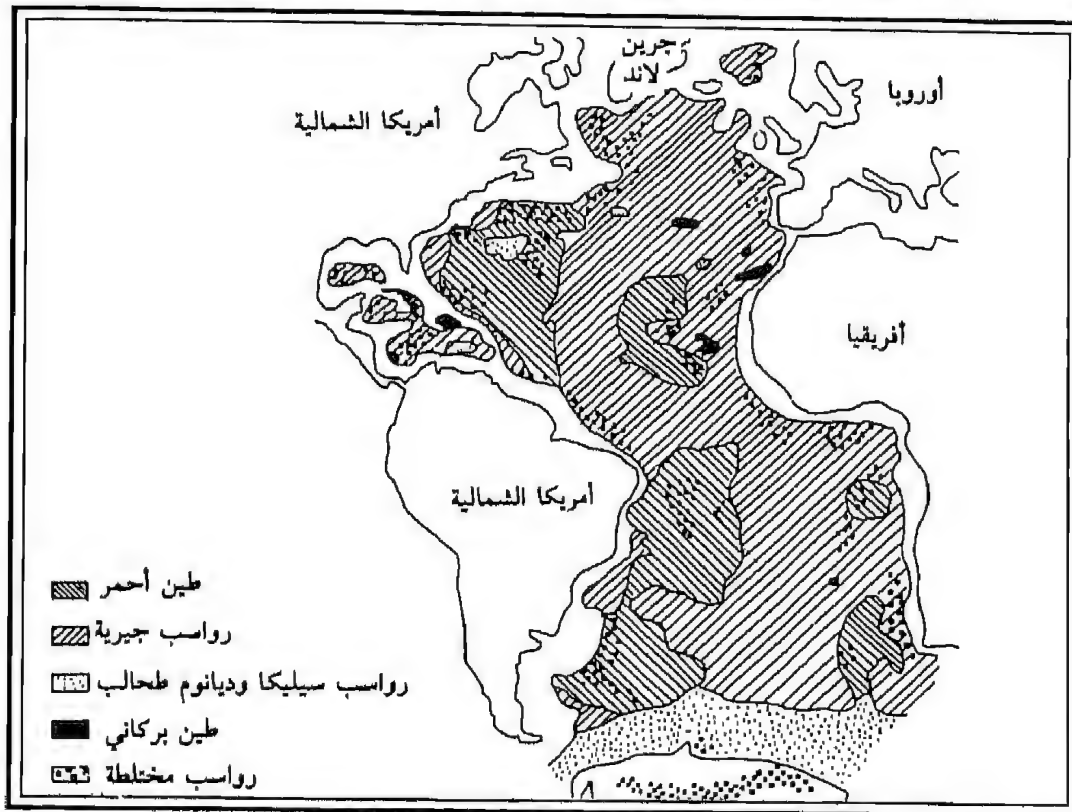 جرين
لاند
أوروبا
أمريكا الشمالية
أفريقيا
أمريكا الشمالية
طين أحمر
رواسب جيرية
رواسب سيليكا وديانوم طحالب
طين بركاني
رواسب مختلطة